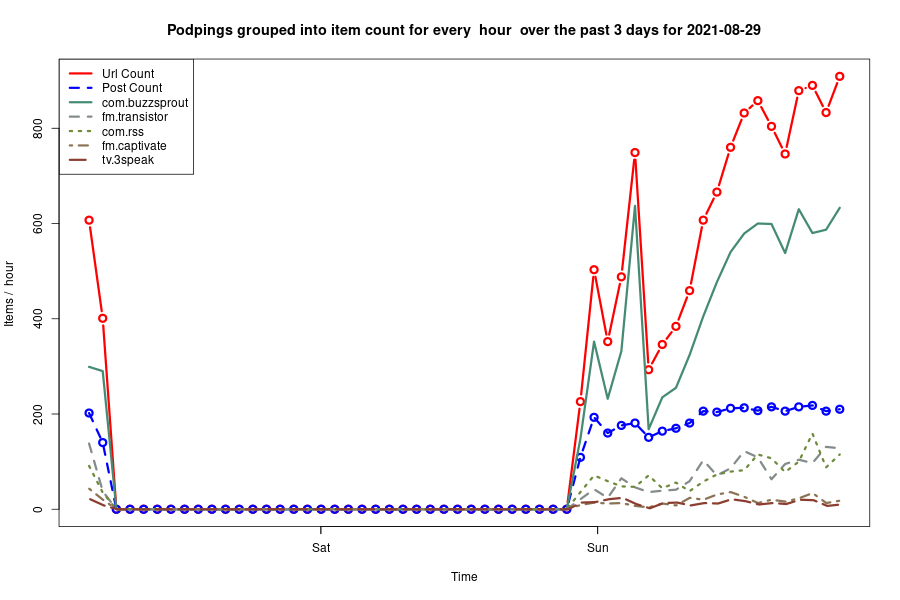 Podpings grouped into item count for every  hour  over the past 3 days for 2021-08-29
Url Count
Post Count
com.buzzsprout
fm.transistor
com.rss
fm.captivate
tv.3speak
Items /  hour
800
600
400
200
0
Sat
Sun
Time